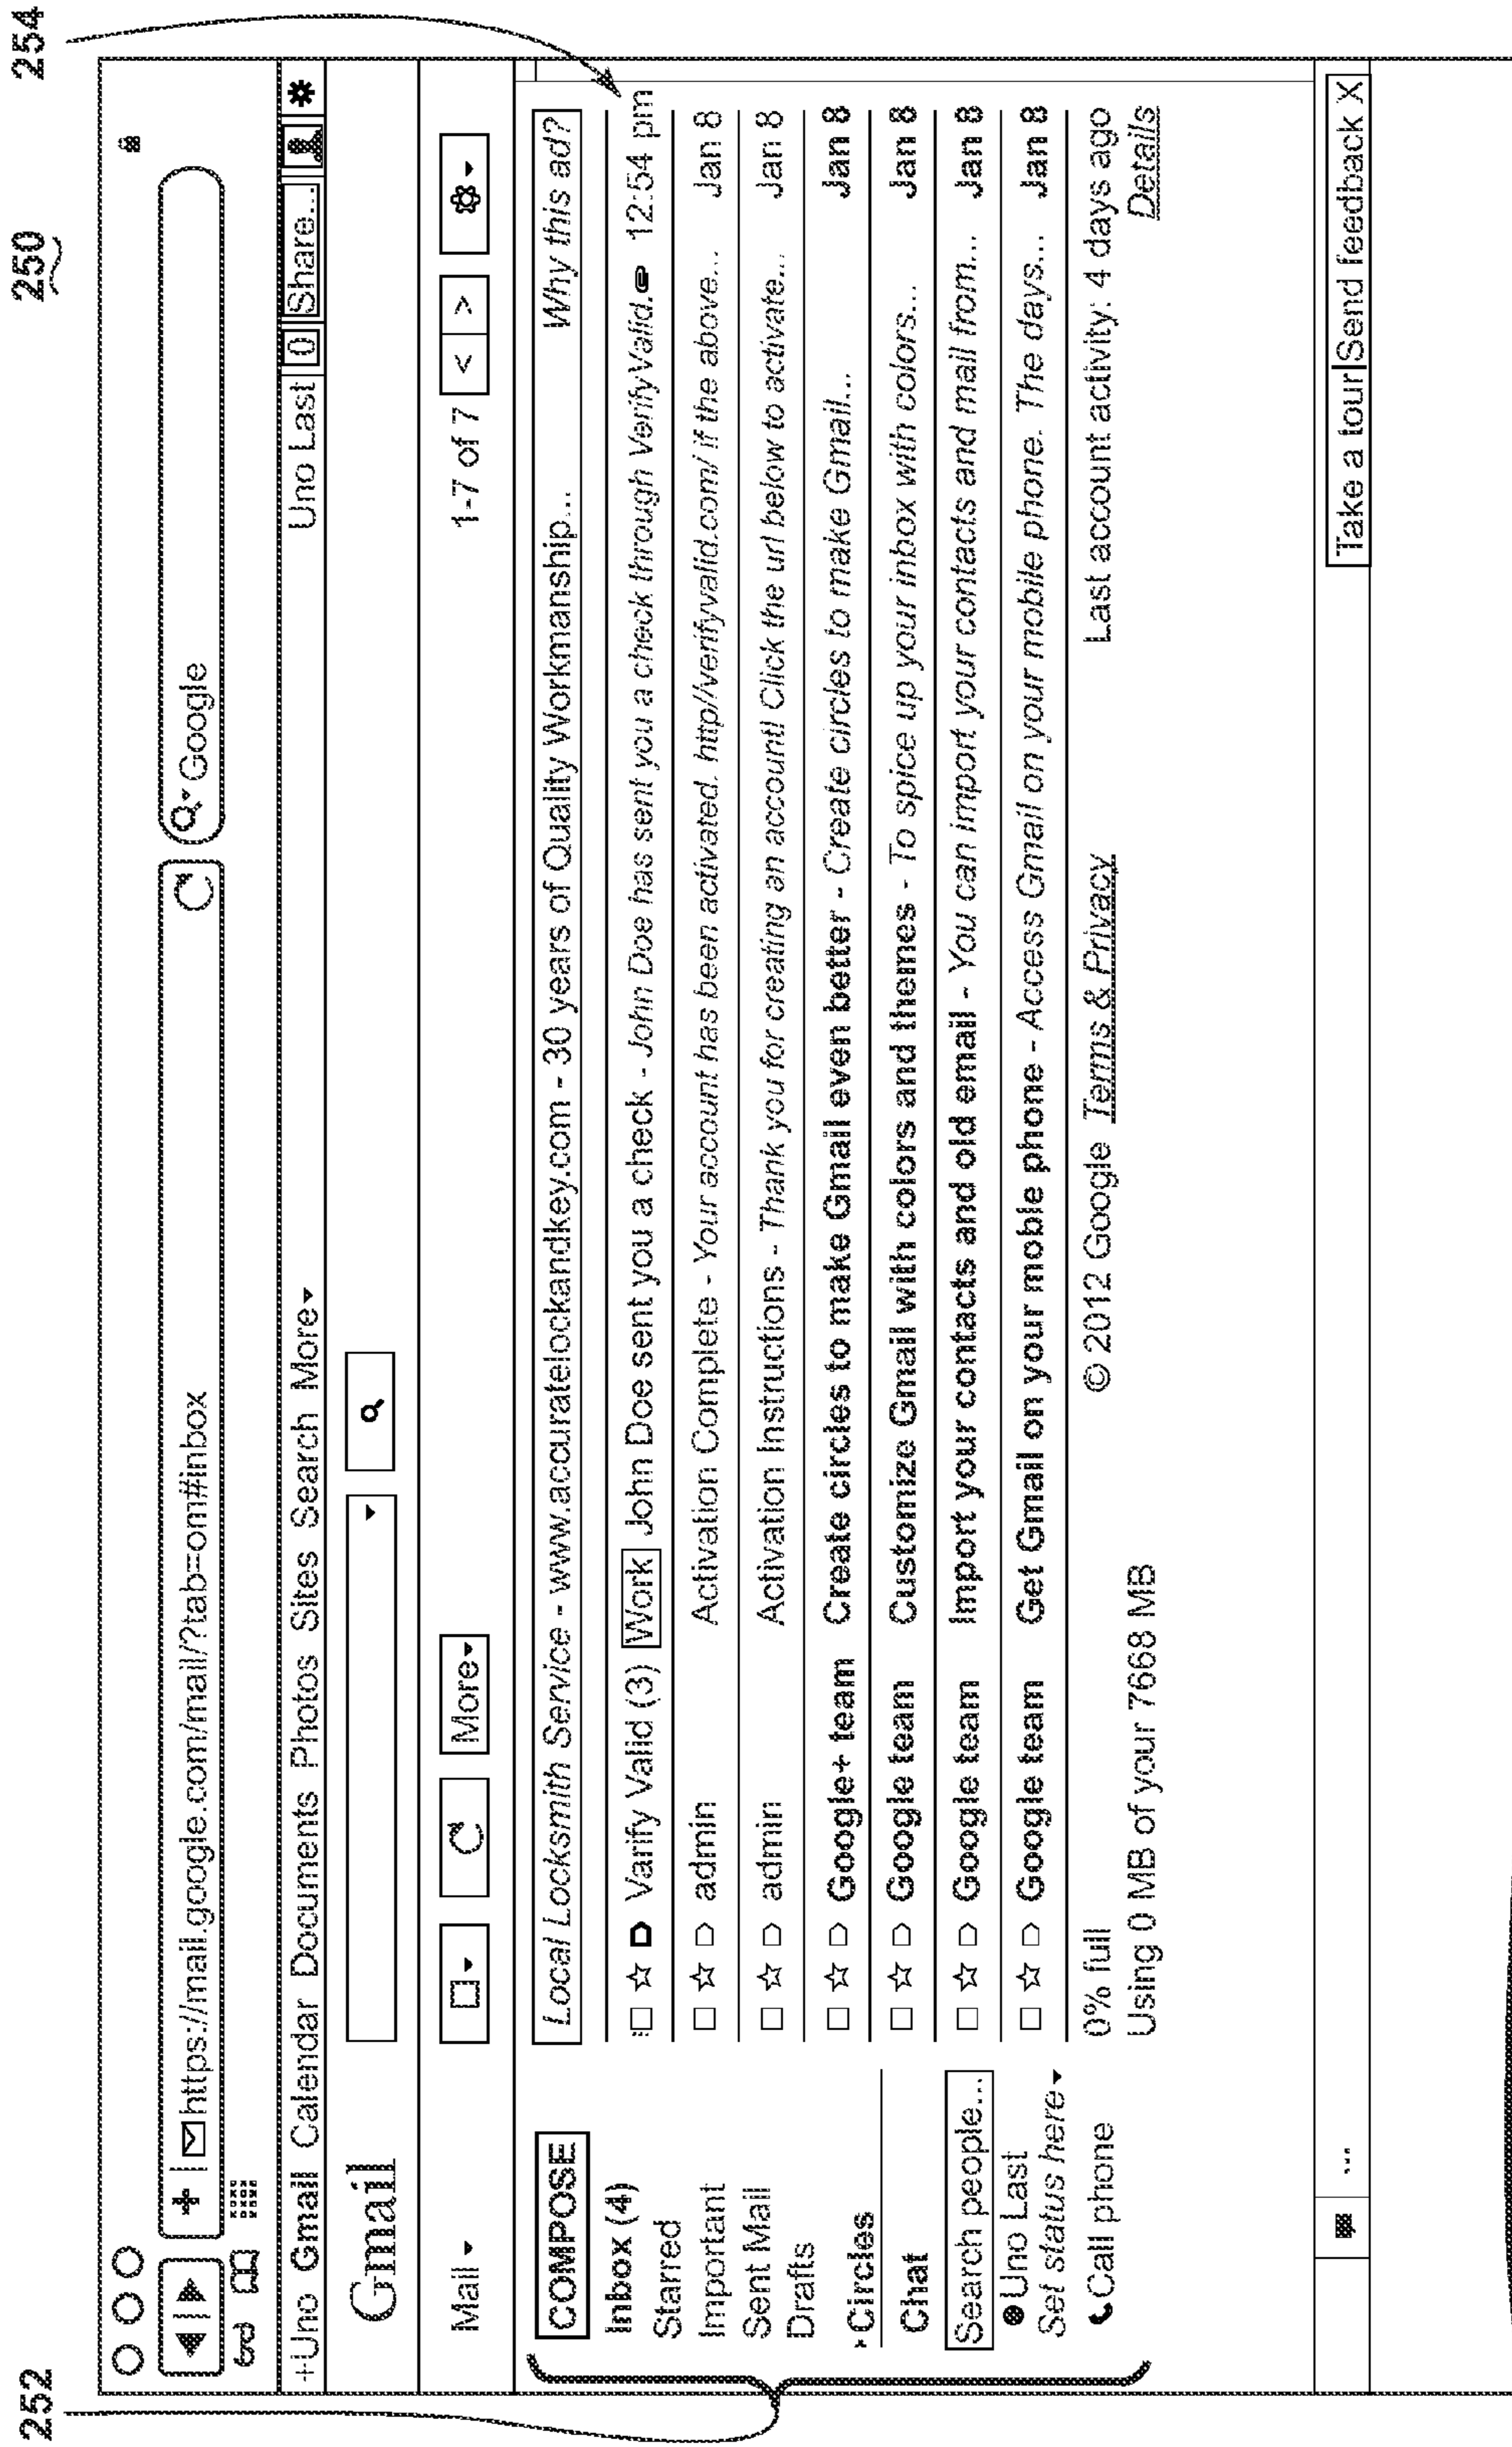 252 250 254
https://mail.google.com/mail/?tab=om#inbox Google
+Uno Gmail Calendar Documents Photos Sites Search More Uno Last 0 Share...
Gmail
Mail More 1-7 of 7 < >
COMPOSE
Inbox (4)
Starred
Important
Sent Mail
Drafts
Circles
Chat
Search people...
Uno Last
Set status here
Call phone
Local Locksmith Service - www.accuratelockandkey.com - 30 years of Quality Workmanship... Why this ad?
Varify Valid (3) Work John Doe sent you a check - John Doe has sent you a check through VerifyValid. 12:54 pm
admin Activation Complete - Your account has been activated. http//verifyvalid.com/ if the above... Jan 8
admin Activation Instructions - Thank you for creating an account! Click the url below to activate... Jan 8
Google+ team Create circles to make Gmail even better - Create circles to make Gmail... Jan 8
Google team Customize Gmail with colors and themes - To spice up your inbox with colors... Jan 8
Google team Import your contacts and old email - You can import your contacts and mail from... Jan 8
Google team Get Gmail on your moble phone - Access Gmail on your mobile phone. The days... Jan 8
0% full © 2012 Google Terms & Privacy Last account activity: 4 days ago
Using 0 MB of your 7668 MB Details
... Take a tour Send feedback X